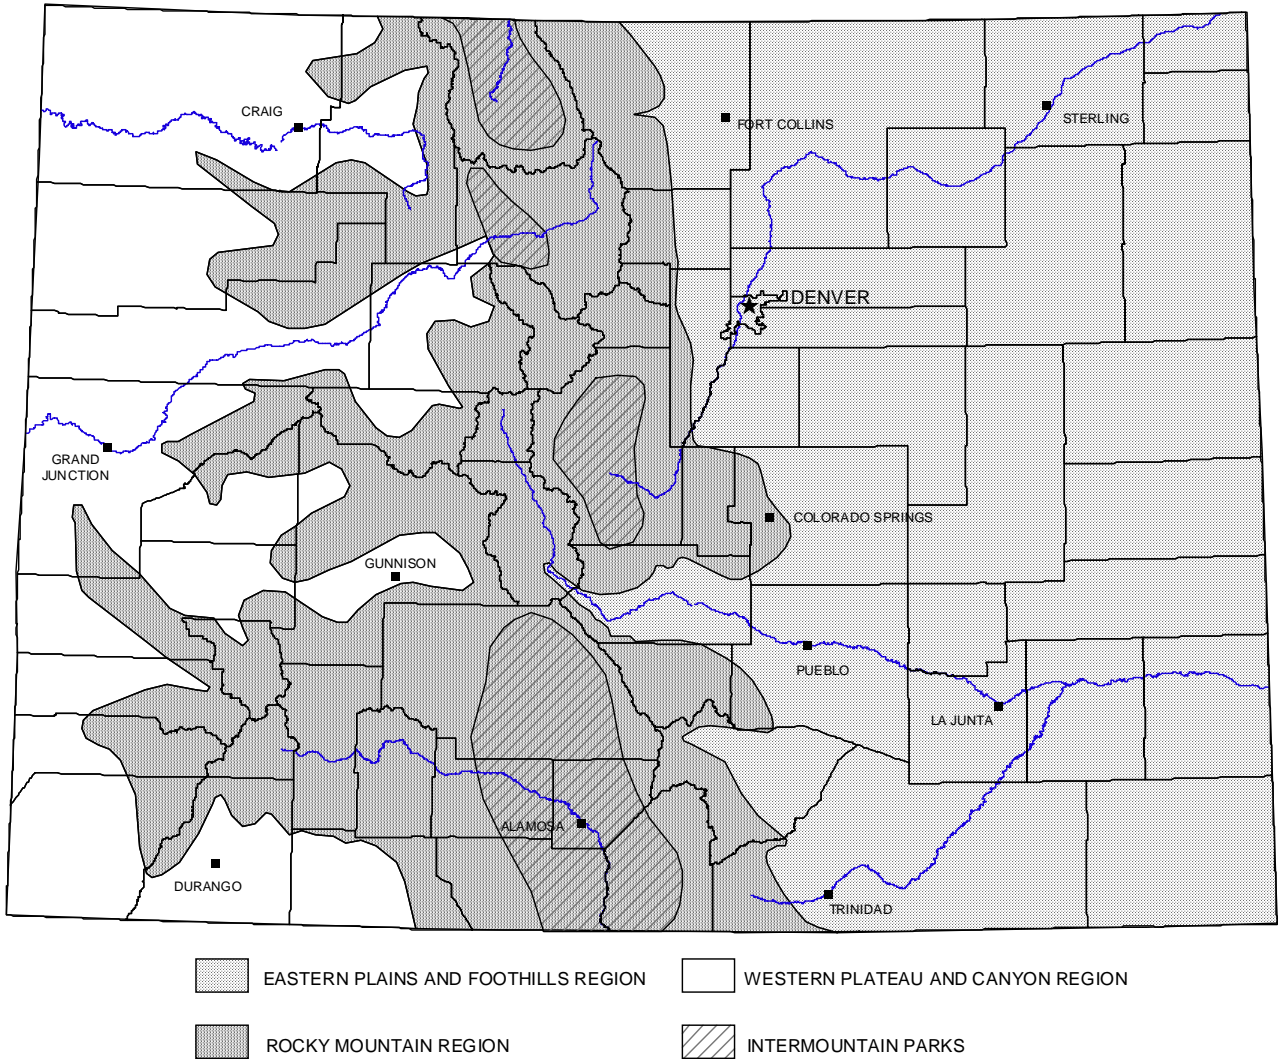 CRAIG
FORT COLLINS
STERLING
DENVER
GRAND
JUNCTION
COLORADO SPRINGS
GUNNISON
PUEBLO
LA JUNTA
ALAMOSA
DURANGO
TRINIDAD
EASTERN PLAINS AND FOOTHILLS REGION
WESTERN PLATEAU AND CANYON REGION
ROCKY MOUNTAIN REGION
INTERMOUNTAIN PARKS